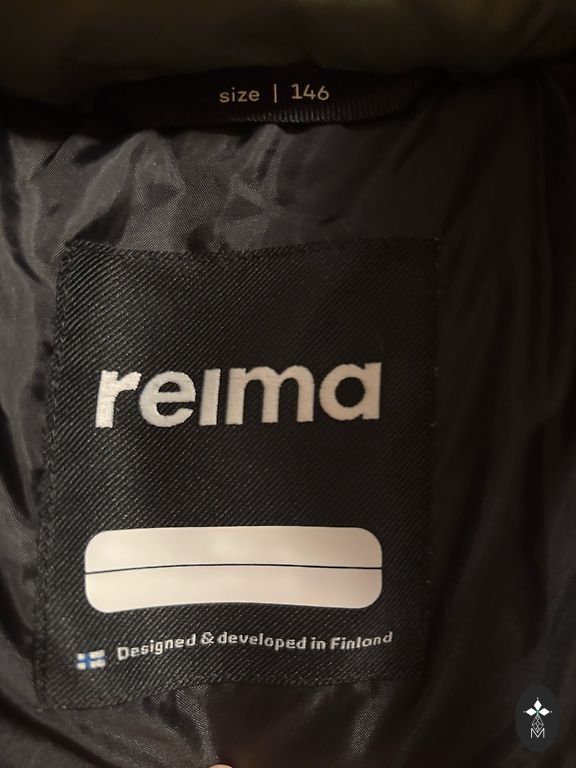 size | 146
reima
Designed & developed in Finland